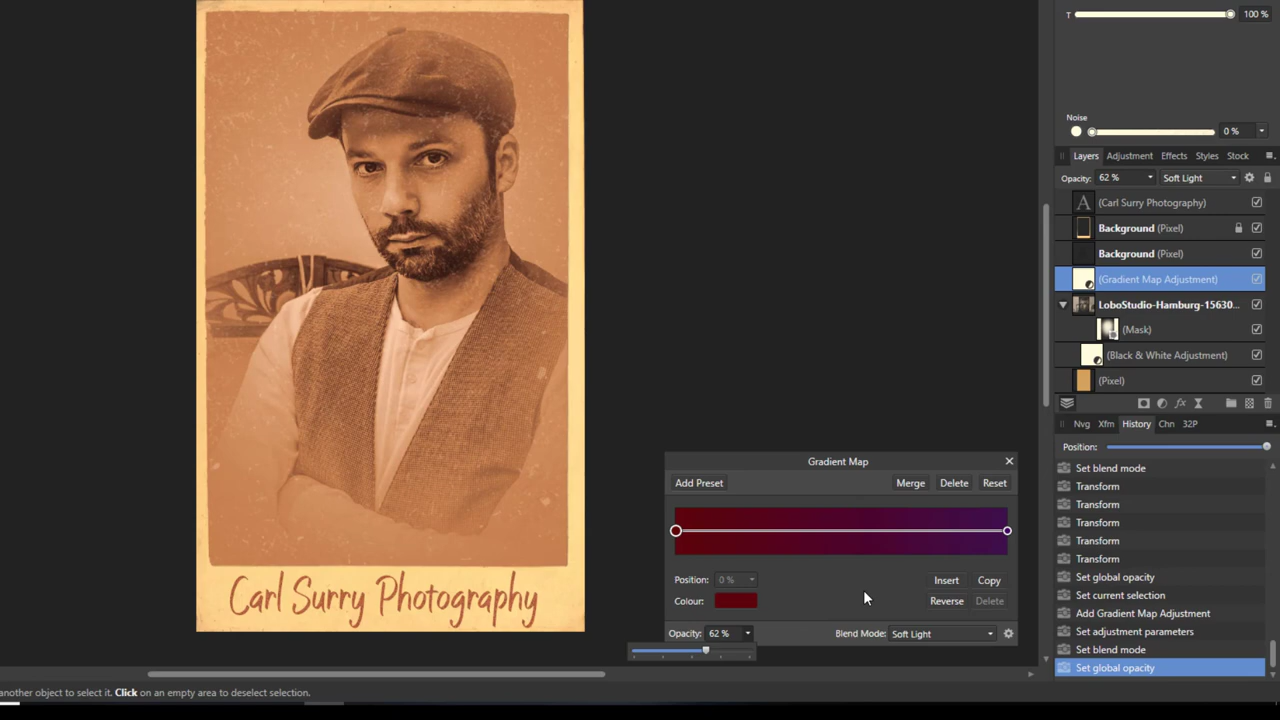 T 100 %
Noise
0 %
Layers Adjustment Effects Styles Stock
Opacity: 62 % Soft Light
A (Carl Surry Photography)
Background (Pixel)
Background (Pixel)
(Gradient Map Adjustment)
LoboStudio-Hamburg-15630...
(Mask)
(Black & White Adjustment)
(Pixel)
fx
Nvg Xfm History Chn 32P
Position:
Set blend mode
Transform
Transform
Transform
Transform
Transform
Set global opacity
Set current selection
Add Gradient Map Adjustment
Set adjustment parameters
Set blend mode
Set global opacity
Gradient Map
Add Preset Merge Delete Reset
Position: 0 % Insert Copy
Colour: Reverse Delete
Opacity: 62 % Blend Mode: Soft Light
Carl Surry Photography
another object to select it. Click on an empty area to deselect selection.